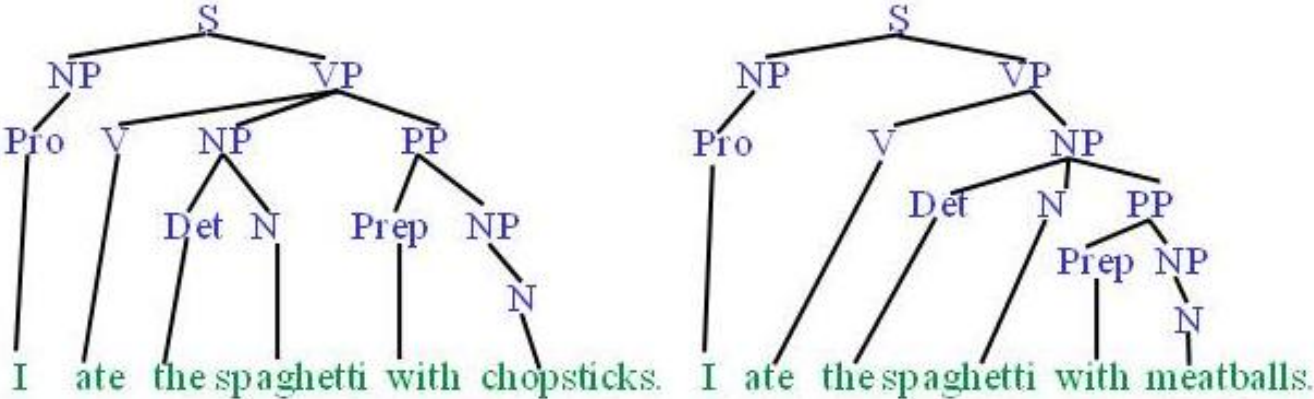 S S
NP VP NP VP
Pro V NP PP Pro V NP
Det N Prep NP Det N PP
Prep NP
N N
I ate the spaghetti with chopsticks. I ate the spaghetti with meatballs.